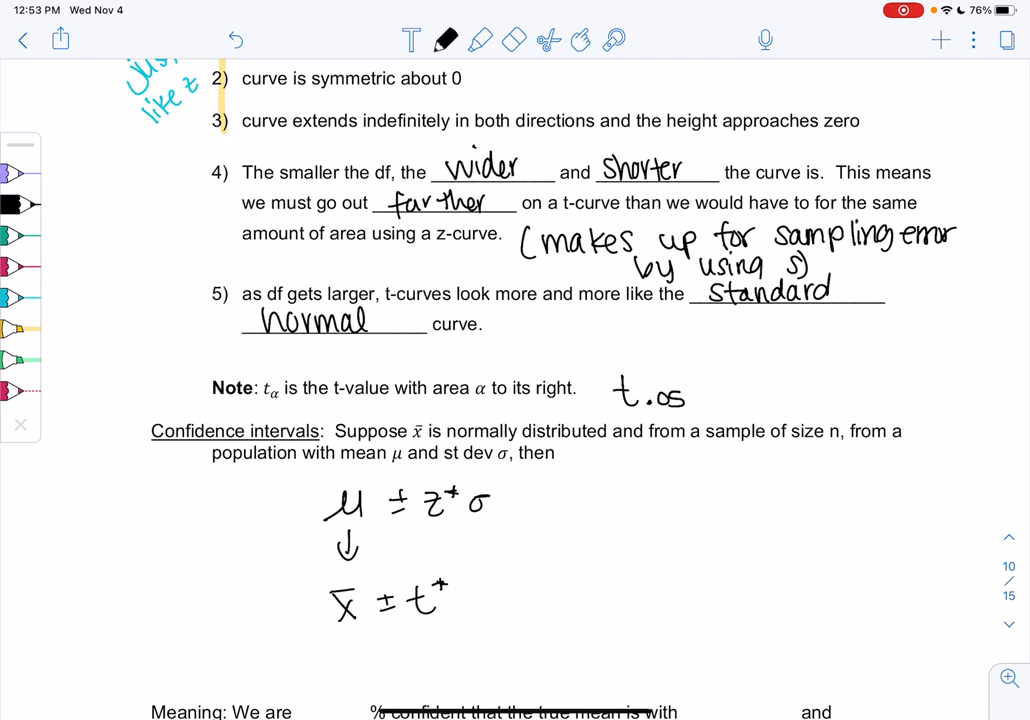 12:53 PM Wed Nov 4
76%
T
just
like z
2) curve is symmetric about 0
3) curve extends indefinitely in both directions and the height approaches zero
4) The smaller the df, the wider and shorter the curve is. This means
we must go out farther on a t-curve than we would have to for the same
amount of area using a z-curve. (makes up for sampling error
by using s)
5) as df gets larger, t-curves look more and more like the standard
normal curve.
Note: tα is the t-value with area α to its right. t.05
Confidence intervals: Suppose x̄ is normally distributed and from a sample of size n, from a
population with mean μ and st dev σ, then
μ ± z* σ
↓
x̄ ± t*
10
/
15
Meaning: We are % confident that the true mean is with and